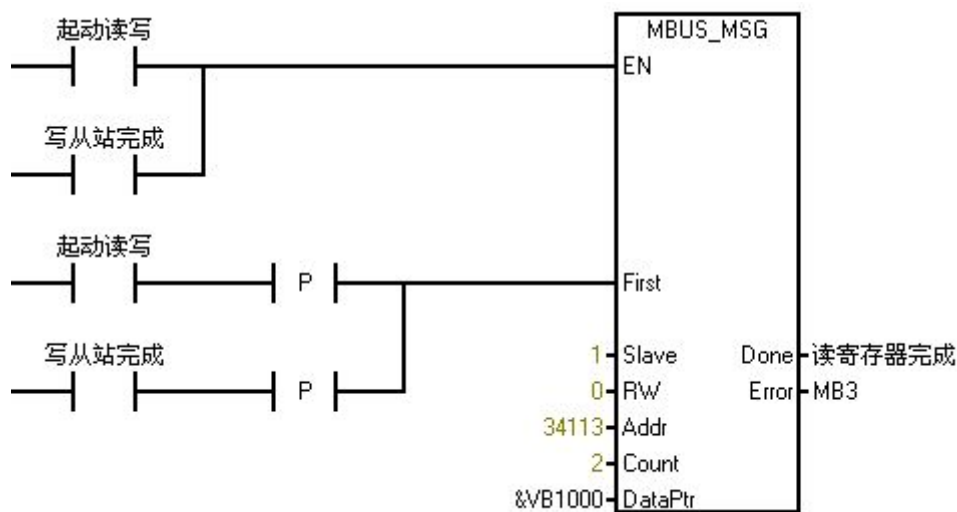 起动读写
MBUS_MSG
EN
写从站完成
起动读写
P
First
写从站完成
P
1 Slave Done 读寄存器完成
0 RW Error MB3
34113 Addr
2 Count
&VB1000 DataPtr